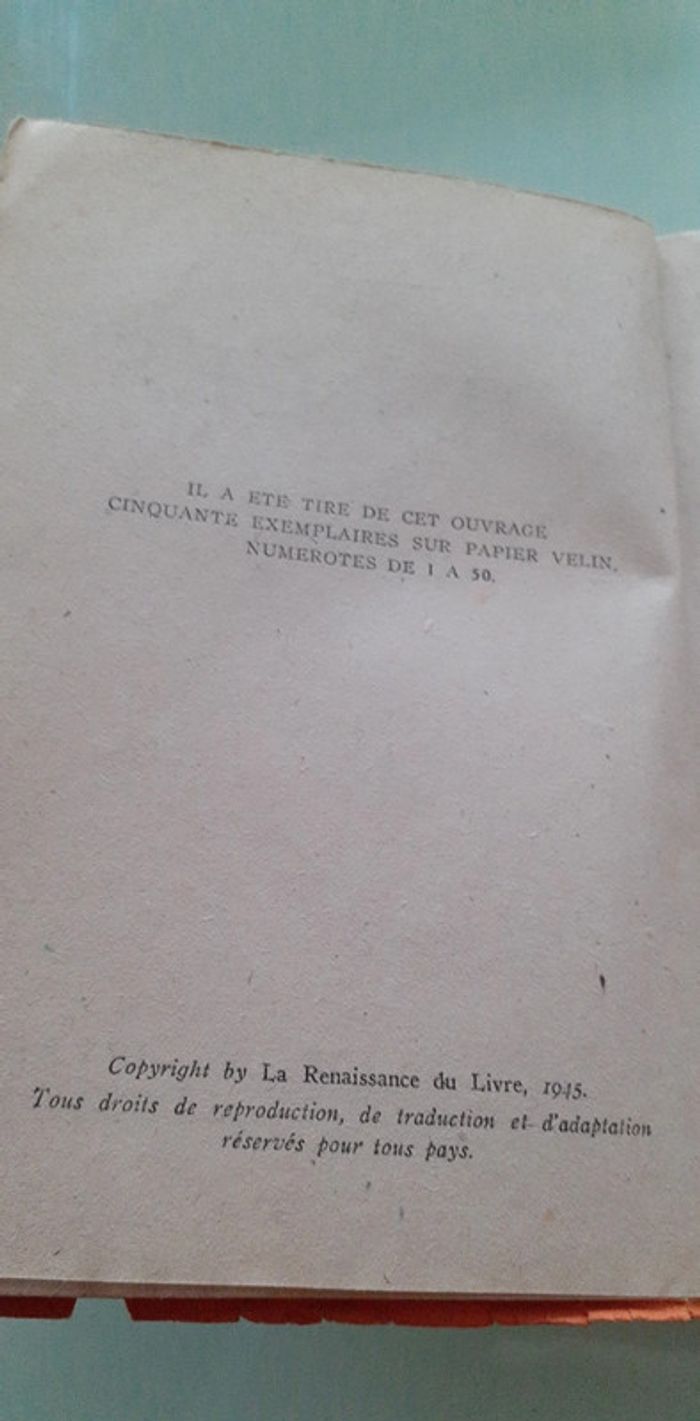 IL A ETE TIRE DE CET OUVRAGE
CINQUANTE EXEMPLAIRES SUR PAPIER VELIN,
NUMEROTES DE 1 A 50.
Copyright by La Renaissance du Livre, 1945.
Tous droits de reproduction, de traduction et d'adaptation
réservés pour tous pays.